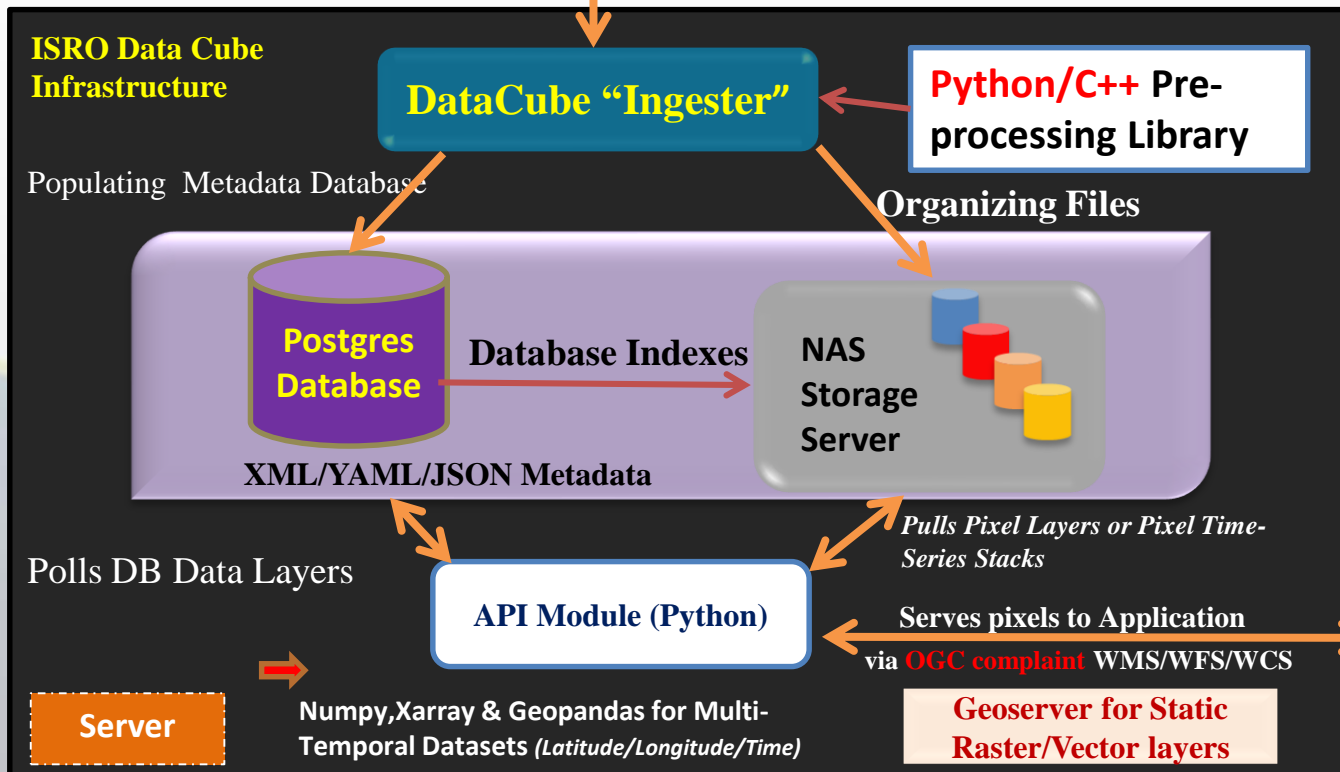 ISRO Data Cube
Infrastructure
DataCube “Ingester”
Python/C++ Pre-
processing Library
Populating Metadata Database
Organizing Files
Postgres
Database
Database Indexes
NAS
Storage
Server
XML/YAML/JSON Metadata
Pulls Pixel Layers or Pixel Time-
Series Stacks
Polls DB Data Layers
API Module (Python)
Serves pixels to Application
via OGC complaint WMS/WFS/WCS
Server
Numpy,Xarray & Geopandas for Multi-
Temporal Datasets (Latitude/Longitude/Time)
Geoserver for Static
Raster/Vector layers